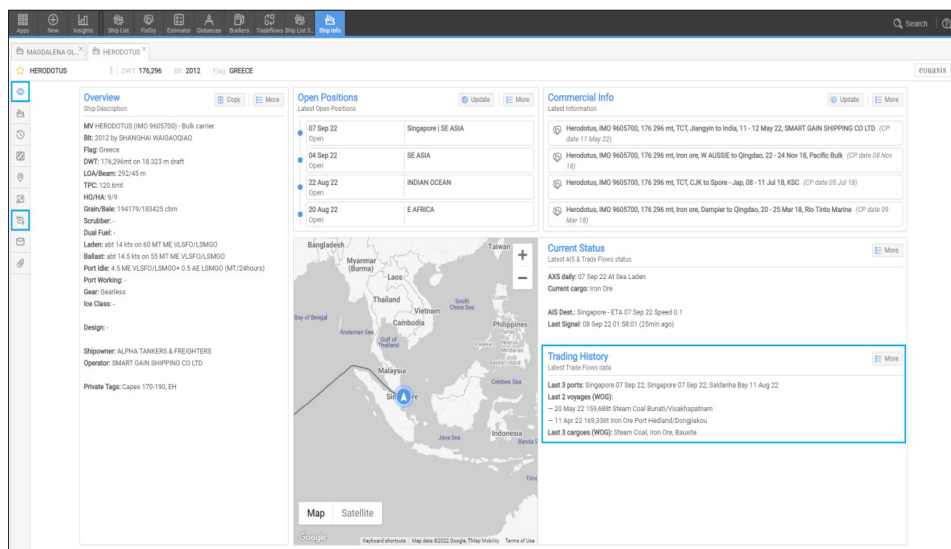 Apps
New
Insights
Ship List
FixDry
Estimator
Distances
Bunkers
Tradeflows
Ship List 2...
Ship Info
Search
MAGDALENA OL...
HERODOTUS
HERODOTUS
DWT 176,296 Blt 2012 Flag GREECE
equasis
Overview
Ship Description
Copy
More
MV HERODOTUS (IMO 9605700) - Bulk carrier
Blt: 2012 by SHANGHAI WAIGAOQIAO
Flag: Greece
DWT: 176,296mt on 18.323 m draft
LOA/Beam: 292/45 m
TPC: 120.6mt
HO/HA: 9/9
Grain/Bale: 194179/183425 cbm
Scrubber: -
Dual Fuel: -
Laden: abt 14 kts on 60 MT ME VLSFO/LSMGO
Ballast: abt 14.5 kts on 55 MT ME VLSFO/LSMGO
Port Idle: 4.5 ME VLSFO/LSMGO+ 0.5 AE LSMGO (MT/24hours)
Port Working: -
Gear: Gearless
Ice Class: -
Design: -
Shipowner: ALPHA TANKERS & FREIGHTERS
Operator: SMART GAIN SHIPPING CO LTD
Private Tags: Capes 170-190, EH
Open Positions
Latest Open Positions
Update
More
07 Sep 22
Open
Singapore | SE ASIA
04 Sep 22
Open
SE ASIA
22 Aug 22
Open
INDIAN OCEAN
20 Aug 22
Open
E AFRICA
Commercial Info
Latest Information
Update
More
Herodotus, IMO 9605700, 176 296 mt, TCT, Jiangyin to India, 11 - 12 May 22, SMART GAIN SHIPPING CO LTD (CP
date 11 May 22)
Herodotus, IMO 9605700, 176 296 mt, Iron ore, W AUSSIE to Qingdao, 22 - 24 Nov 18, Pacific Bulk (CP date 08 Nov
18)
Herodotus, IMO 9605700, 176 296 mt, TCT, CJK to Spore - Jap, 08 - 11 Jul 18, KSC (CP date 05 Jul 18)
Herodotus, IMO 9605700, 176 296 mt, Iron ore, Dampier to Qingdao, 20 - 25 Mar 18, Rio Tinto Marine (CP date 09
Mar 18)
Bangladesh
Taiwan
Myanmar
(Burma)
Laos
Thailand
Vietnam
South
China Sea
Luzon
Bay of Bengal
Cambodia
Philippines
Andaman Sea
Gulf of
Thailand
Palawan
Negros
Mindanao
Malaysia
Celebes Sea
Indonesia
Java Sea
Banda S
Map
Satellite
Google
Keyboard shortcuts
Map data ©2022 Google, TMap Mobility
Terms of Use
Current Status
Latest AIS & Trade Flows status
More
AXS daily: 07 Sep 22 At Sea Laden
Current cargo: Iron Ore
AIS Dest.: Singapore - ETA 07 Sep 22 Speed 0.1
Last Signal: 08 Sep 22 01:58:01 (25min ago)
Trading History
Latest Trade Flows data
More
Last 3 ports: Singapore 07 Sep 22; Singapore 07 Sep 22; Saldanha Bay 11 Aug 22
Last 2 voyages (WOG):
— 20 May 22 159,688t Steam Coal Bunati/Visakhapatnam
— 11 Apr 22 169,336t Iron Ore Port Hedland/Dongjiakou
Last 3 cargoes (WOG): Steam Coal, Iron Ore, Bauxite